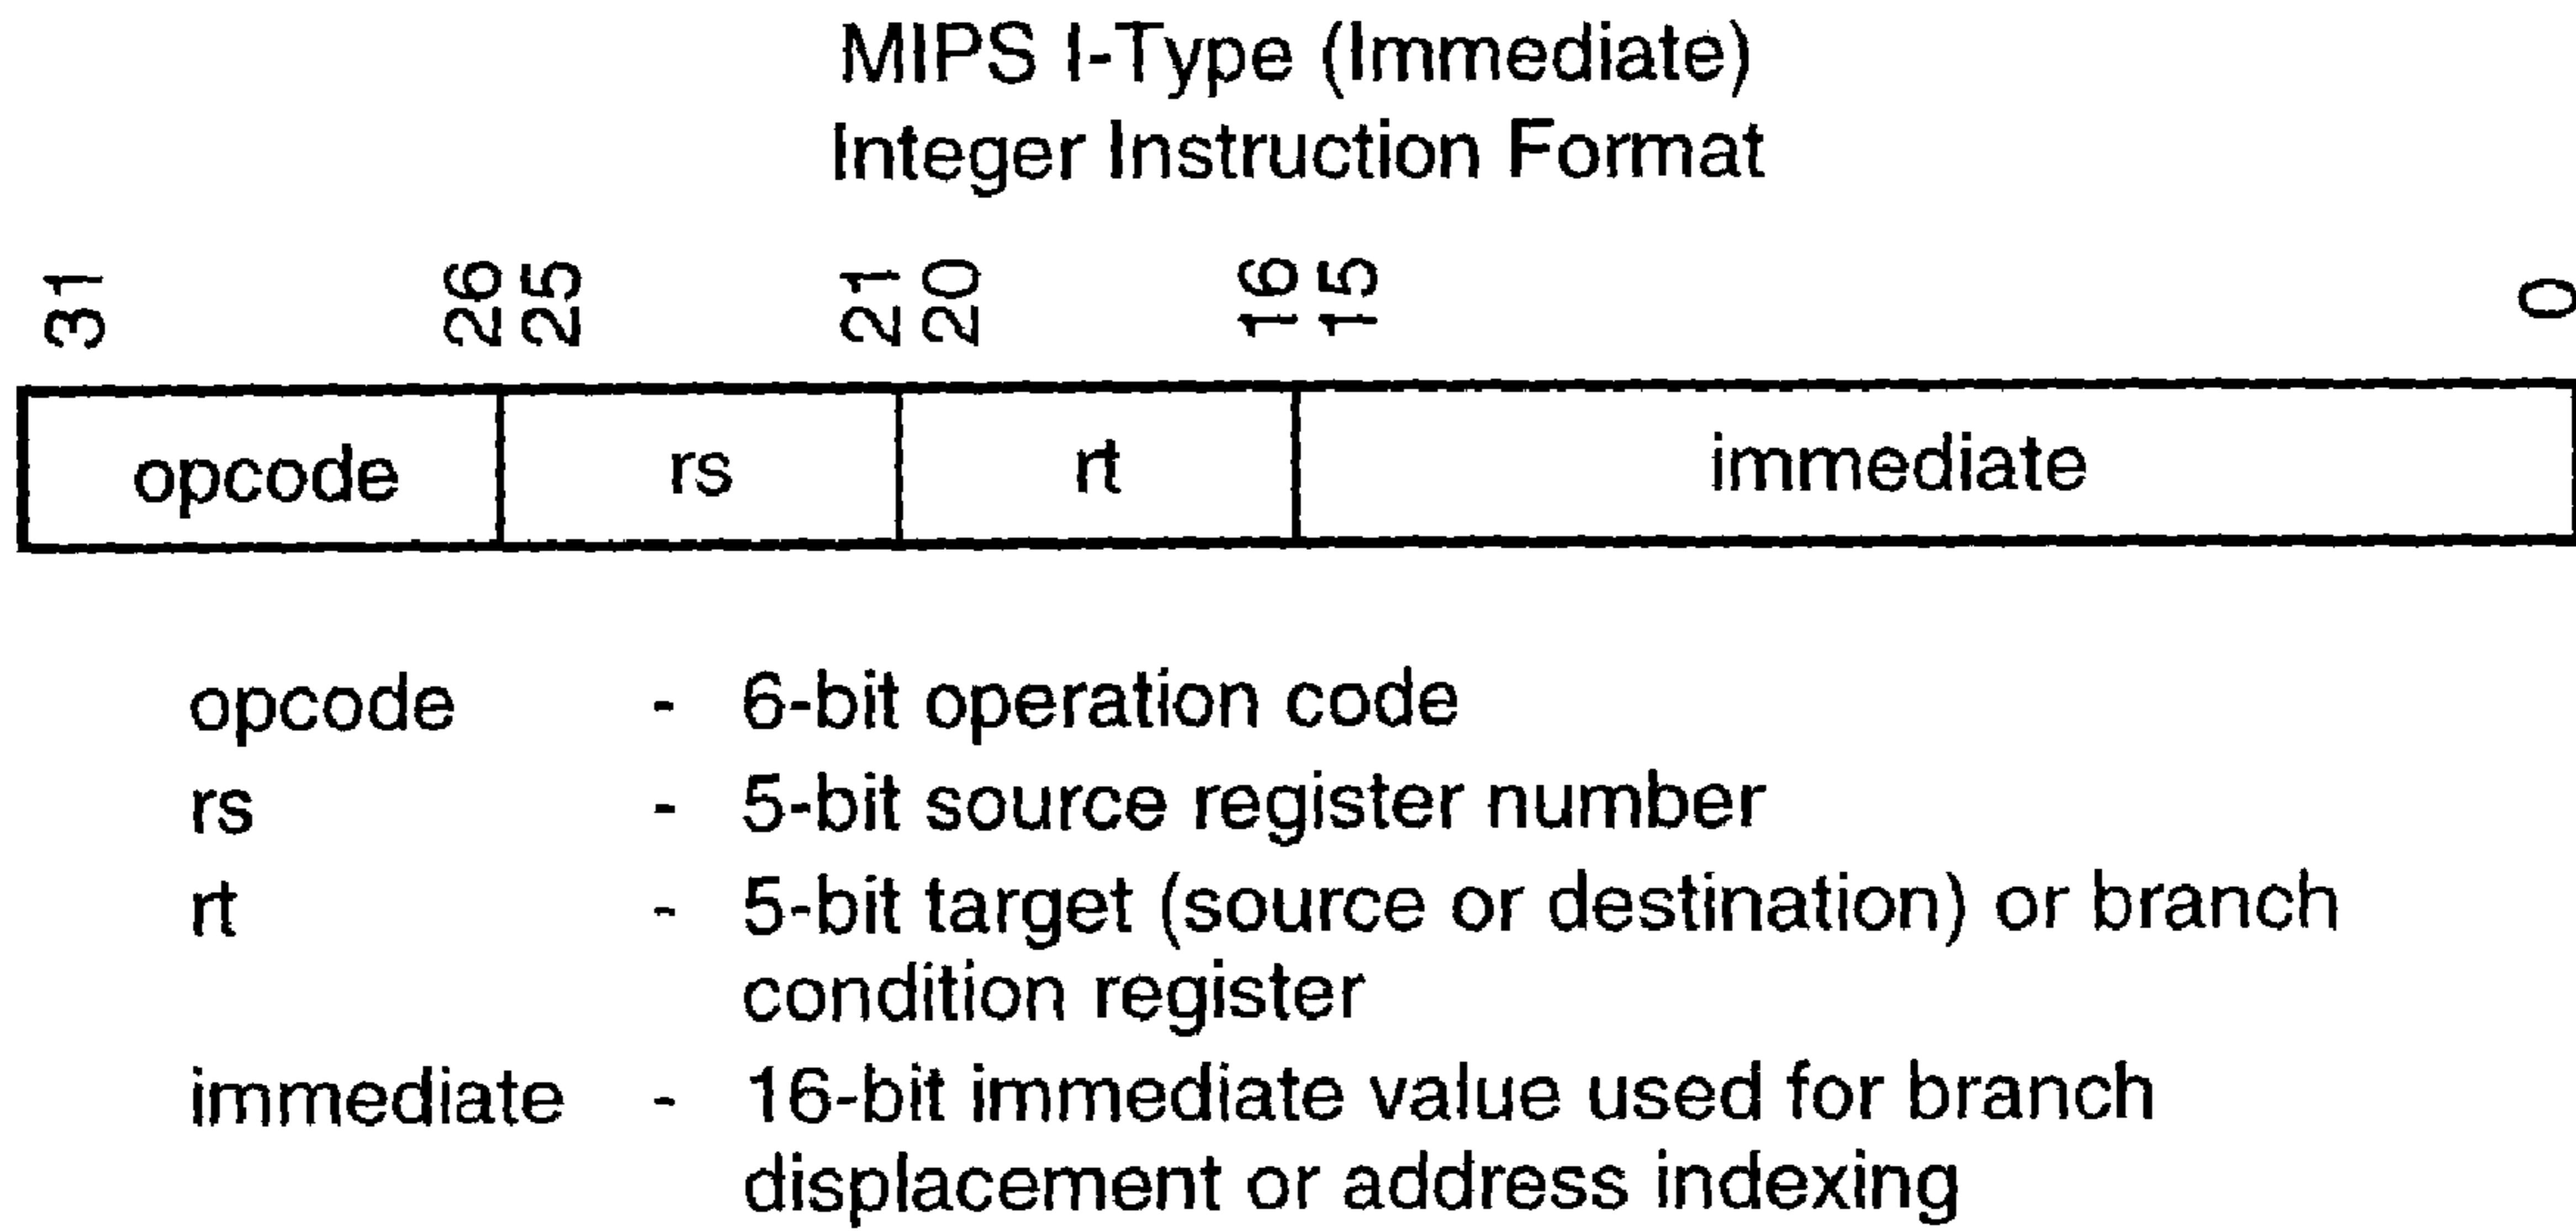 MIPS I-Type (Immediate)
Integer Instruction Format
31 26 25 21 20 16 15 0
opcode rs rt immediate
opcode - 6-bit operation code
rs - 5-bit source register number
rt - 5-bit target (source or destination) or branch
condition register
immediate - 16-bit immediate value used for branch
displacement or address indexing